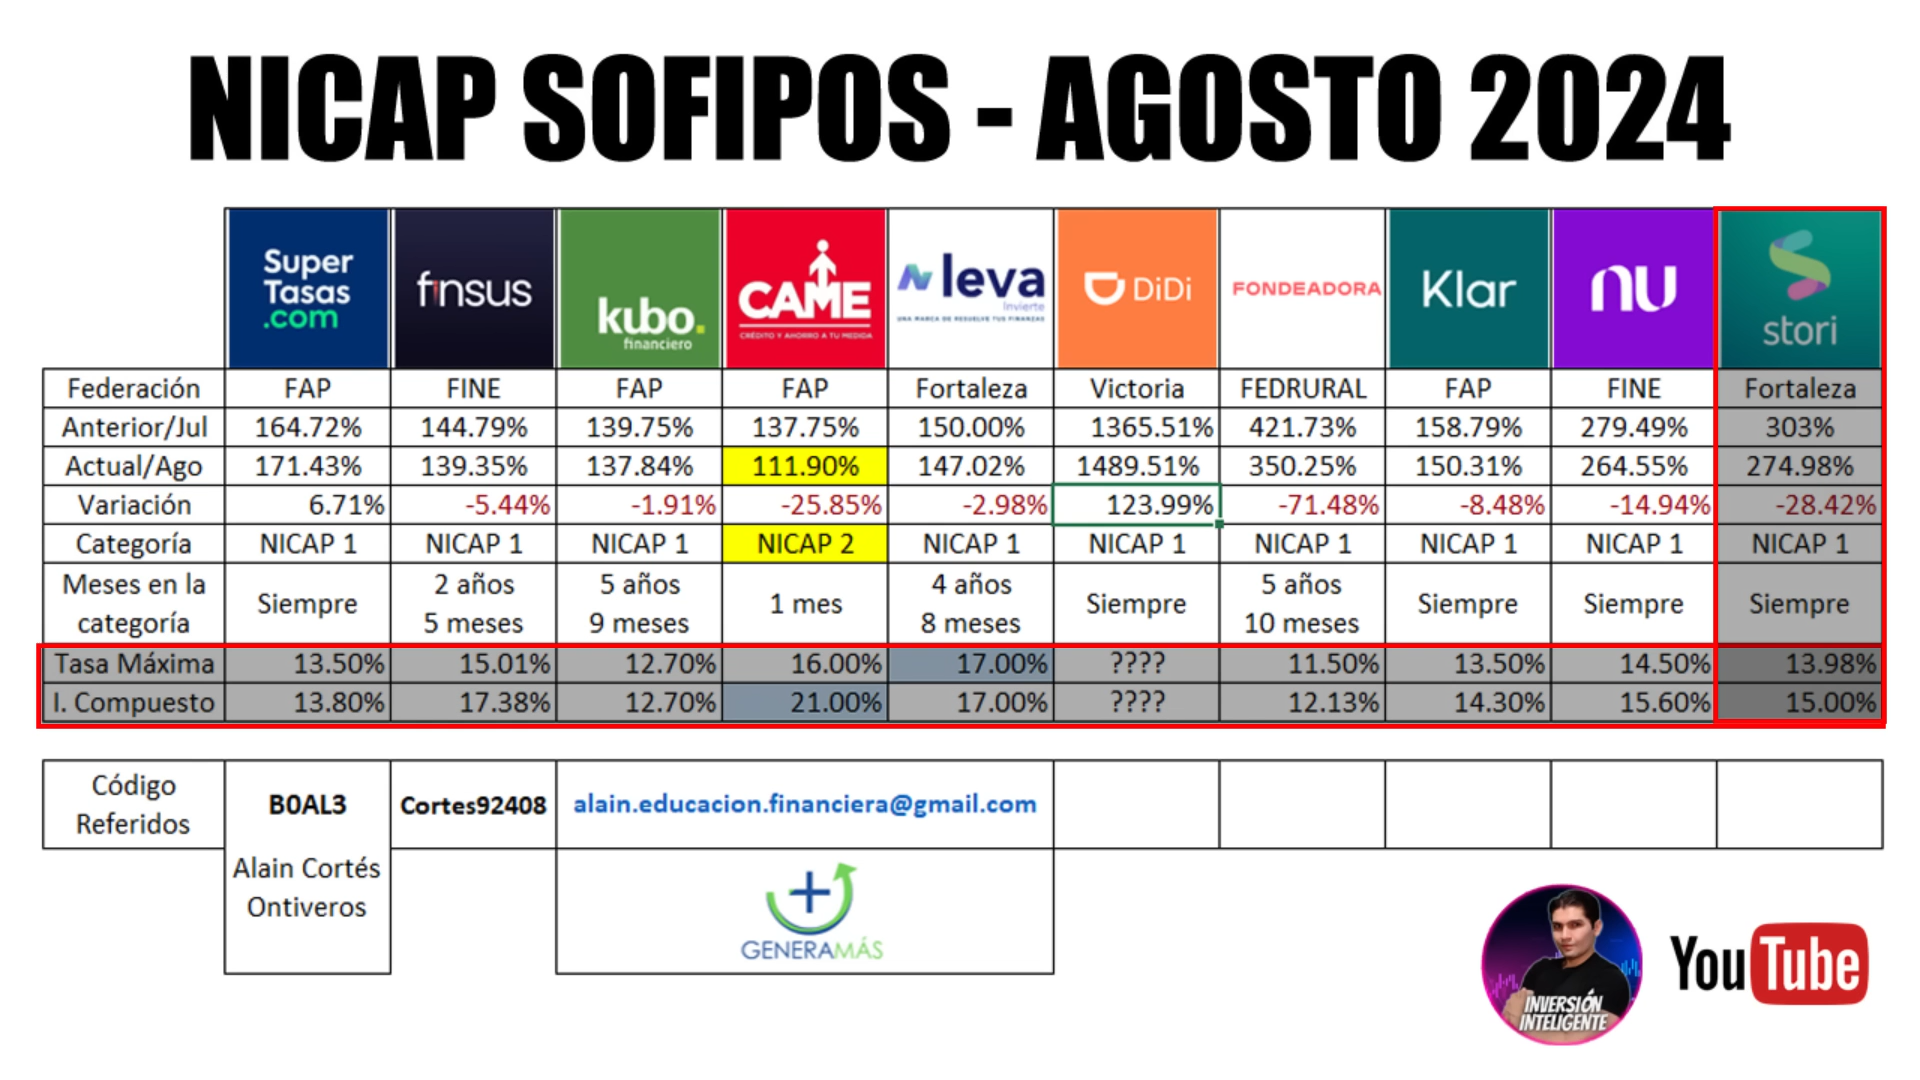 NICAP SOFIPOS - AGOSTO 2024
Super Tasas .com finsus kubo. financiero CAME CRÉDITO Y AHORRO A TU MEDIDA leva Invierte UNA MARCA DE RESUELVE TUS FINANZAS DiDi FONDEADORA Klar nu stori
Federación FAP FINE FAP FAP Fortaleza Victoria FEDRURAL FAP FINE Fortaleza
Anterior/Jul 164.72% 144.79% 139.75% 137.75% 150.00% 1365.51% 421.73% 158.79% 279.49% 303%
Actual/Ago 171.43% 139.35% 137.84% 111.90% 147.02% 1489.51% 350.25% 150.31% 264.55% 274.98%
Variación 6.71% -5.44% -1.91% -25.85% -2.98% 123.99% -71.48% -8.48% -14.94% -28.42%
Categoría NICAP 1 NICAP 1 NICAP 1 NICAP 2 NICAP 1 NICAP 1 NICAP 1 NICAP 1 NICAP 1 NICAP 1
Meses en la categoría Siempre 2 años 5 meses 5 años 9 meses 1 mes 4 años 8 meses Siempre 5 años 10 meses Siempre Siempre Siempre
Tasa Máxima 13.50% 15.01% 12.70% 16.00% 17.00% ???? 11.50% 13.50% 14.50% 13.98%
I. Compuesto 13.80% 17.38% 12.70% 21.00% 17.00% ???? 12.13% 14.30% 15.60% 15.00%
Código Referidos B0AL3 Cortes92408 alain.educacion.financiera@gmail.com
Alain Cortés
Ontiveros
GENERAMÁS
INVERSIÓN
INTELIGENTE
YouTube